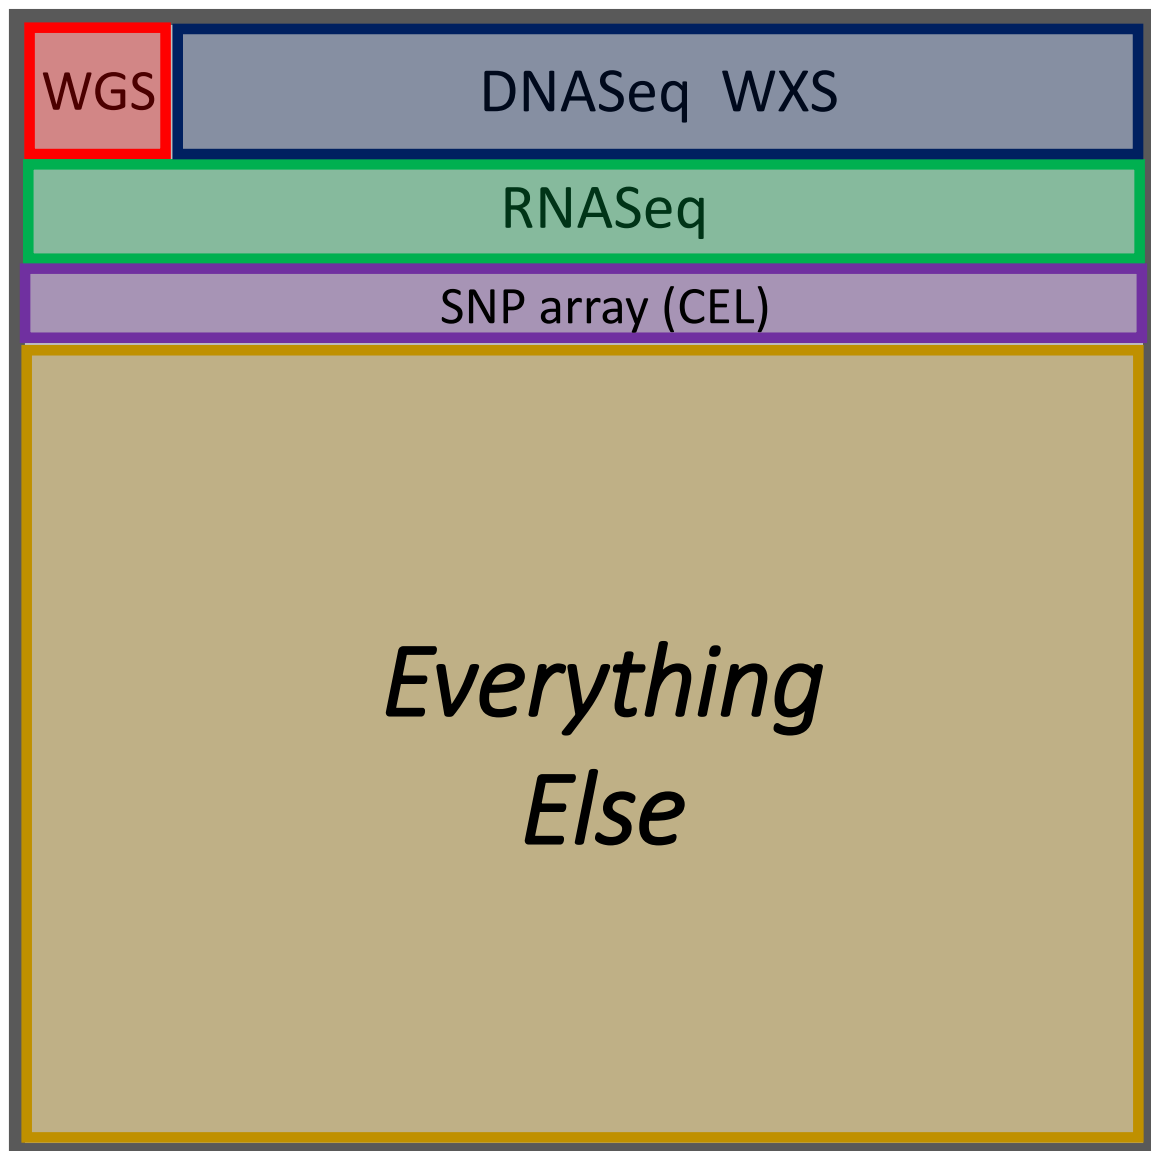 WGS
DNASeq  WXS
RNASeq
SNP array (CEL)
Everything
Else